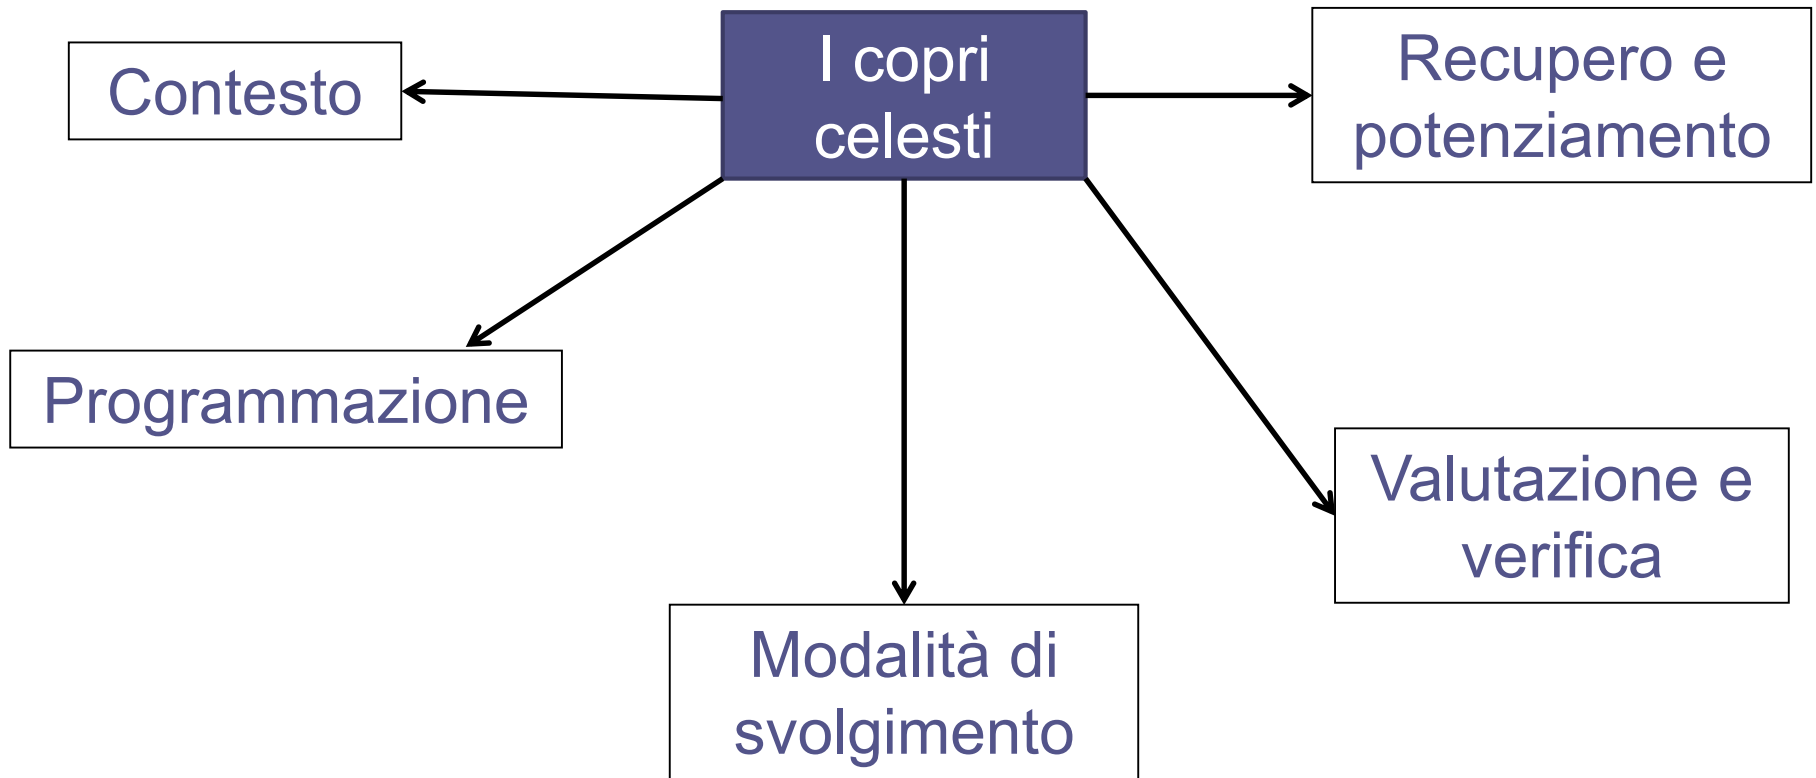 I copri
celesti
Contesto
Recupero e
potenziamento
Programmazione
Valutazione e
verifica
Modalità di
svolgimento